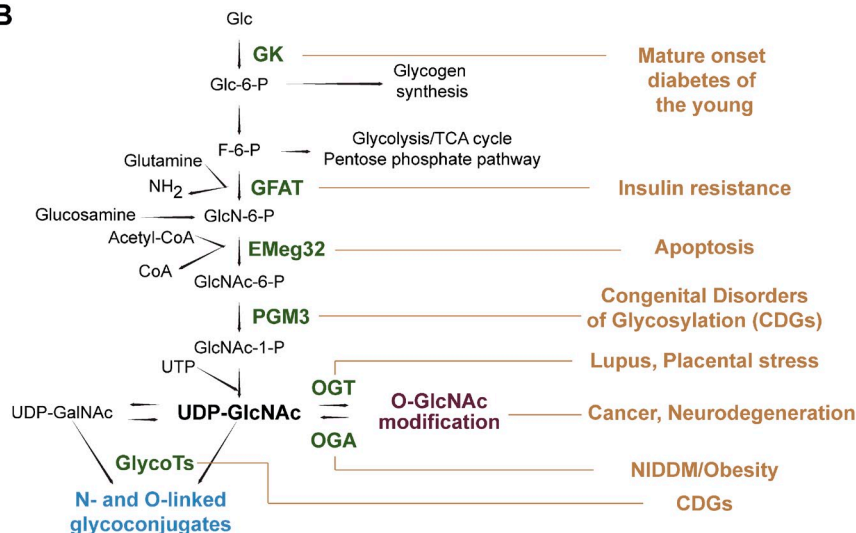 B
Glc
GK
Mature onset
diabetes of
the young
Glc-6-P
Glycogen
synthesis
F-6-P
Glycolysis/TCA cycle
Pentose phosphate pathway
Glutamine
NH2
GFAT
Insulin resistance
Glucosamine
GlcN-6-P
Acetyl-CoA
EMeg32
Apoptosis
CoA
GlcNAc-6-P
PGM3
Congenital Disorders
of Glycosylation (CDGs)
GlcNAc-1-P
UTP
OGT
Lupus, Placental stress
UDP-GalNAc
UDP-GlcNAc
O-GlcNAc
modification
Cancer, Neurodegeneration
OGA
GlycoTs
NIDDM/Obesity
N- and O-linked
glycoconjugates
CDGs